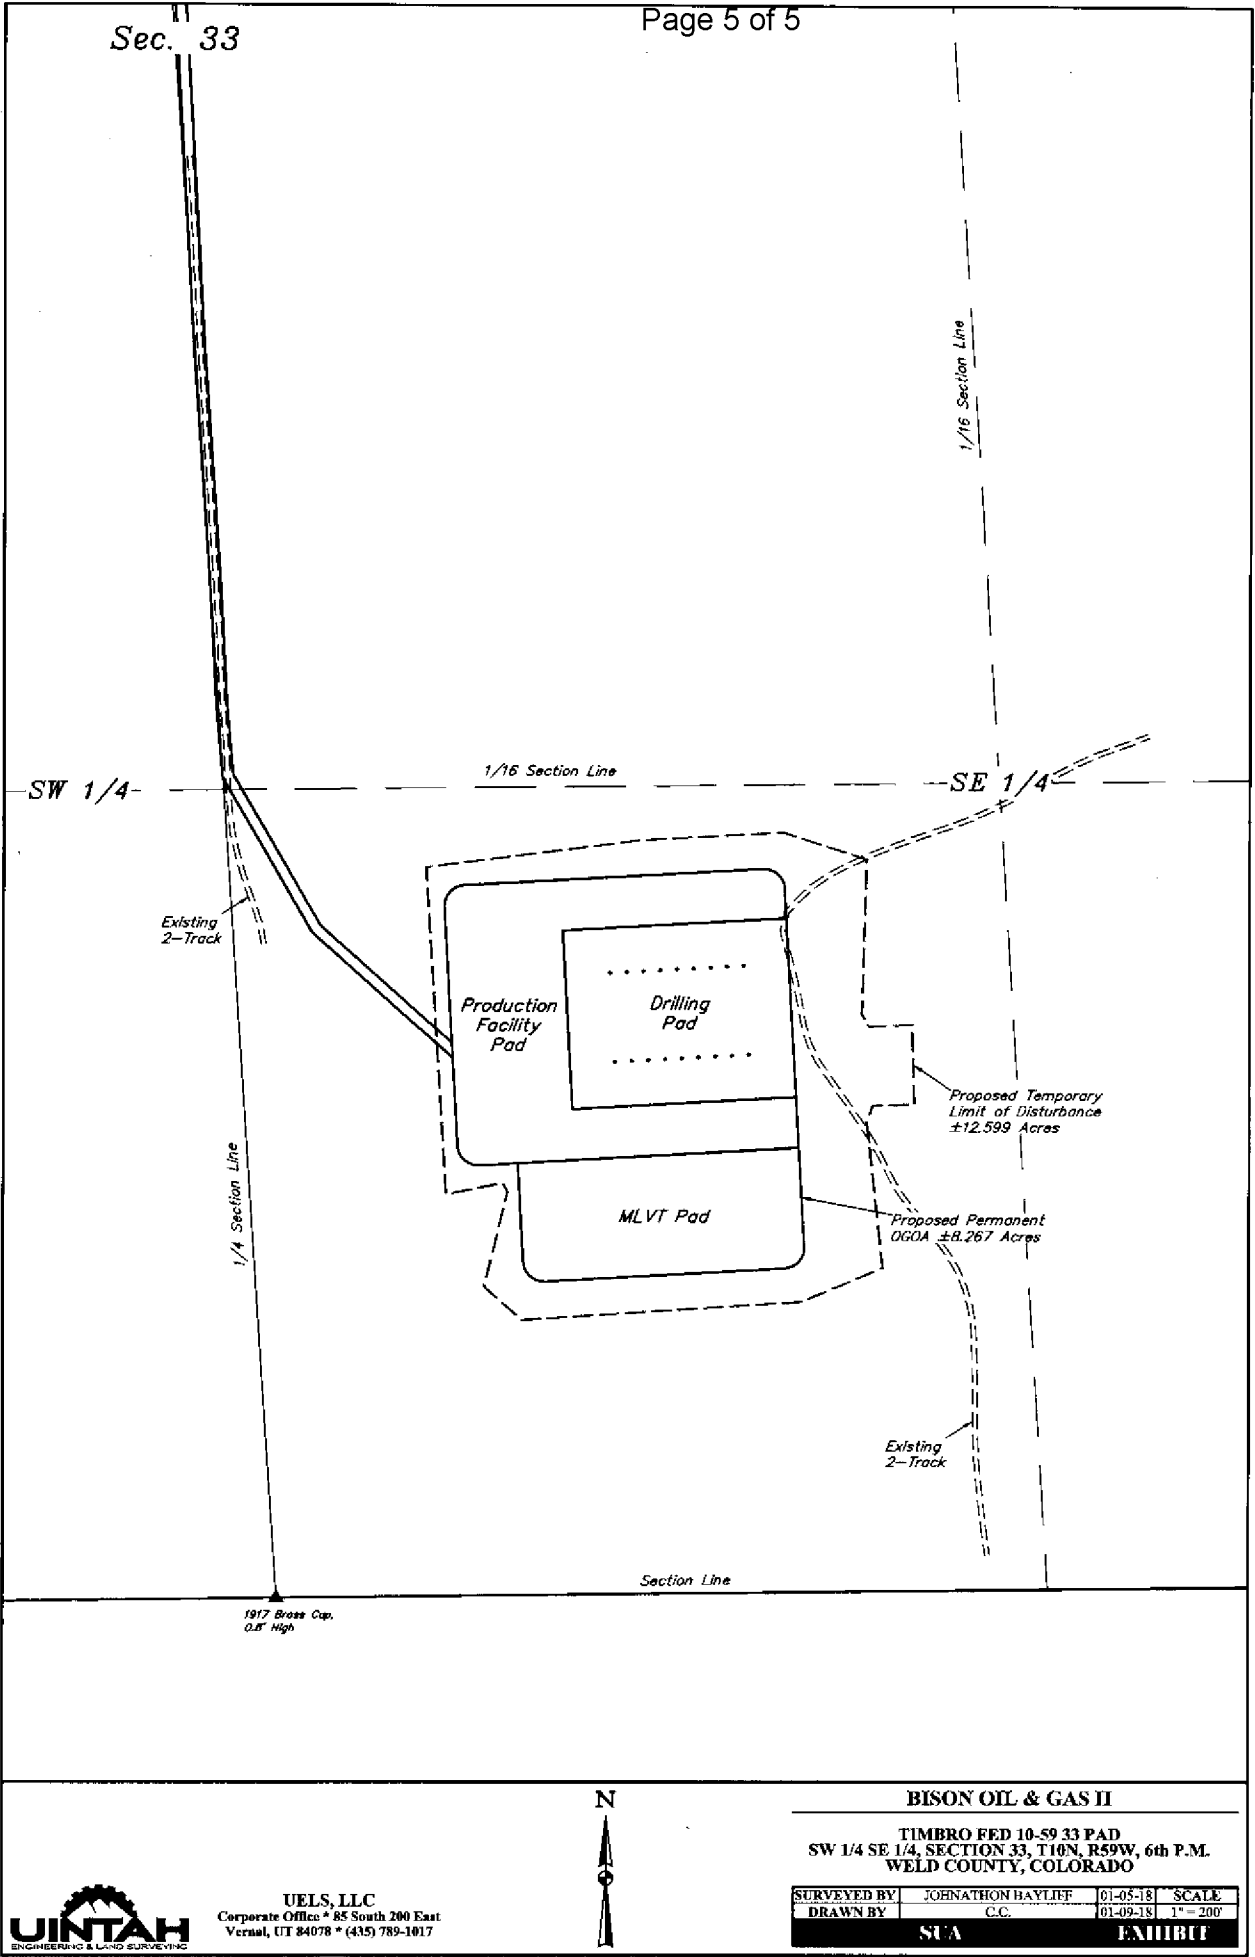 Page 5 of 5
Sec. 33
1/16 Section Line
1/16 Section Line
SW 1/4
SE 1/4
Existing
2-Track
Production
Facility
Pad
Drilling
Pad
Proposed Temporary
Limit of Disturbance
±12.599 Acres
1/4 Section Line
MLVT Pad
Proposed Permanent
OGOA ±8.267 Acres
Existing
2-Track
Section Line
1917 Brass Cap,
0.8' High
N
BISON OIL & GAS II
TIMBRO FED 10-59 33 PAD
SW 1/4 SE 1/4, SECTION 33, T10N, R59W, 6th P.M.
WELD COUNTY, COLORADO
SURVEYED BY JOHNATHON HAYLIFF 01-05-18 SCALE
DRAWN BY C.C. 01-09-18 1" = 200'
SUA EXHIBIT
UINTAH
ENGINEERING & LAND SURVEYING
UELS, LLC
Corporate Office * 85 South 200 East
Vernal, UT 84078 * (435) 789-1017